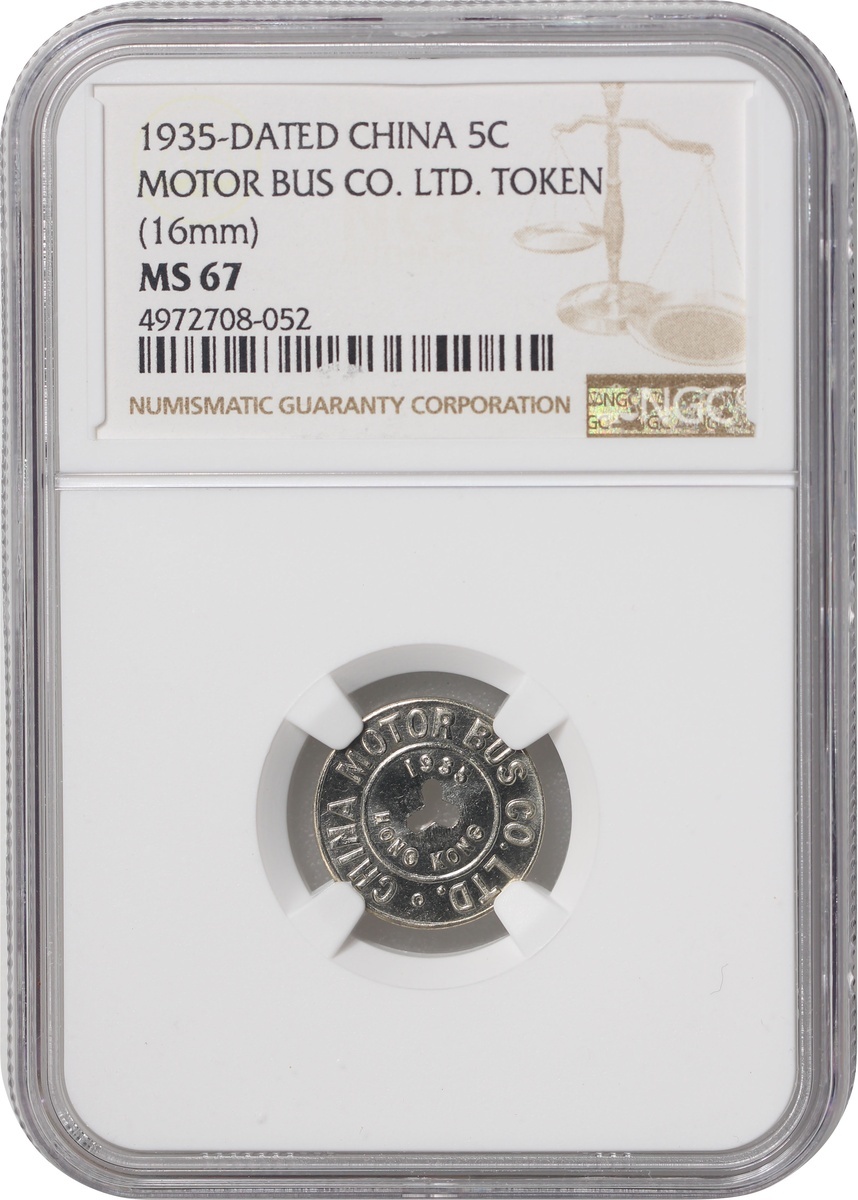 1935-DATED CHINA 5C
MOTOR BUS CO. LTD. TOKEN
(16mm)
MS 67
4972708-052
NUMISMATIC GUARANTY CORPORATION
NGC
CHINA MOTOR BUS CO. LTD.
1935
HONG KONG